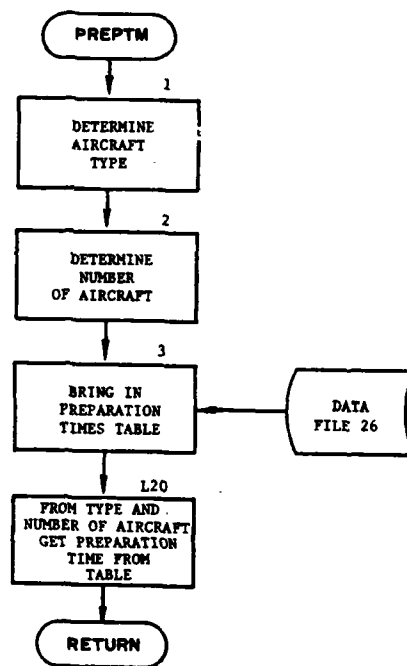 PREPTM
1
DETERMINE
AIRCRAFT
TYPE
2
DETERMINE
NUMBER
OF AIRCRAFT
3
BRING IN
PREPARATION
TIMES TABLE
DATA
FILE 26
L20
FROM TYPE AND
NUMBER OF AIRCRAFT
GET PREPARATION
TIME FROM
TABLE
RETURN